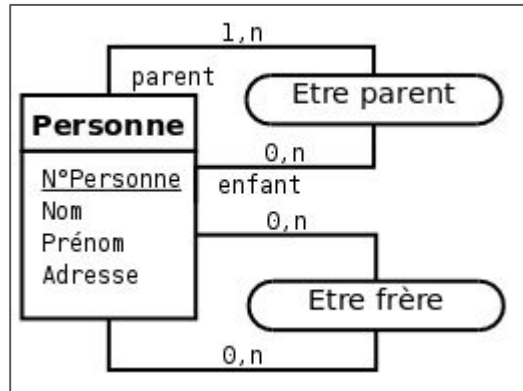 1,n
parent
Etre parent
Personne
0,n
enfant
N°Personne
Nom
Prénom
Adresse
0,n
Etre frère
0,n